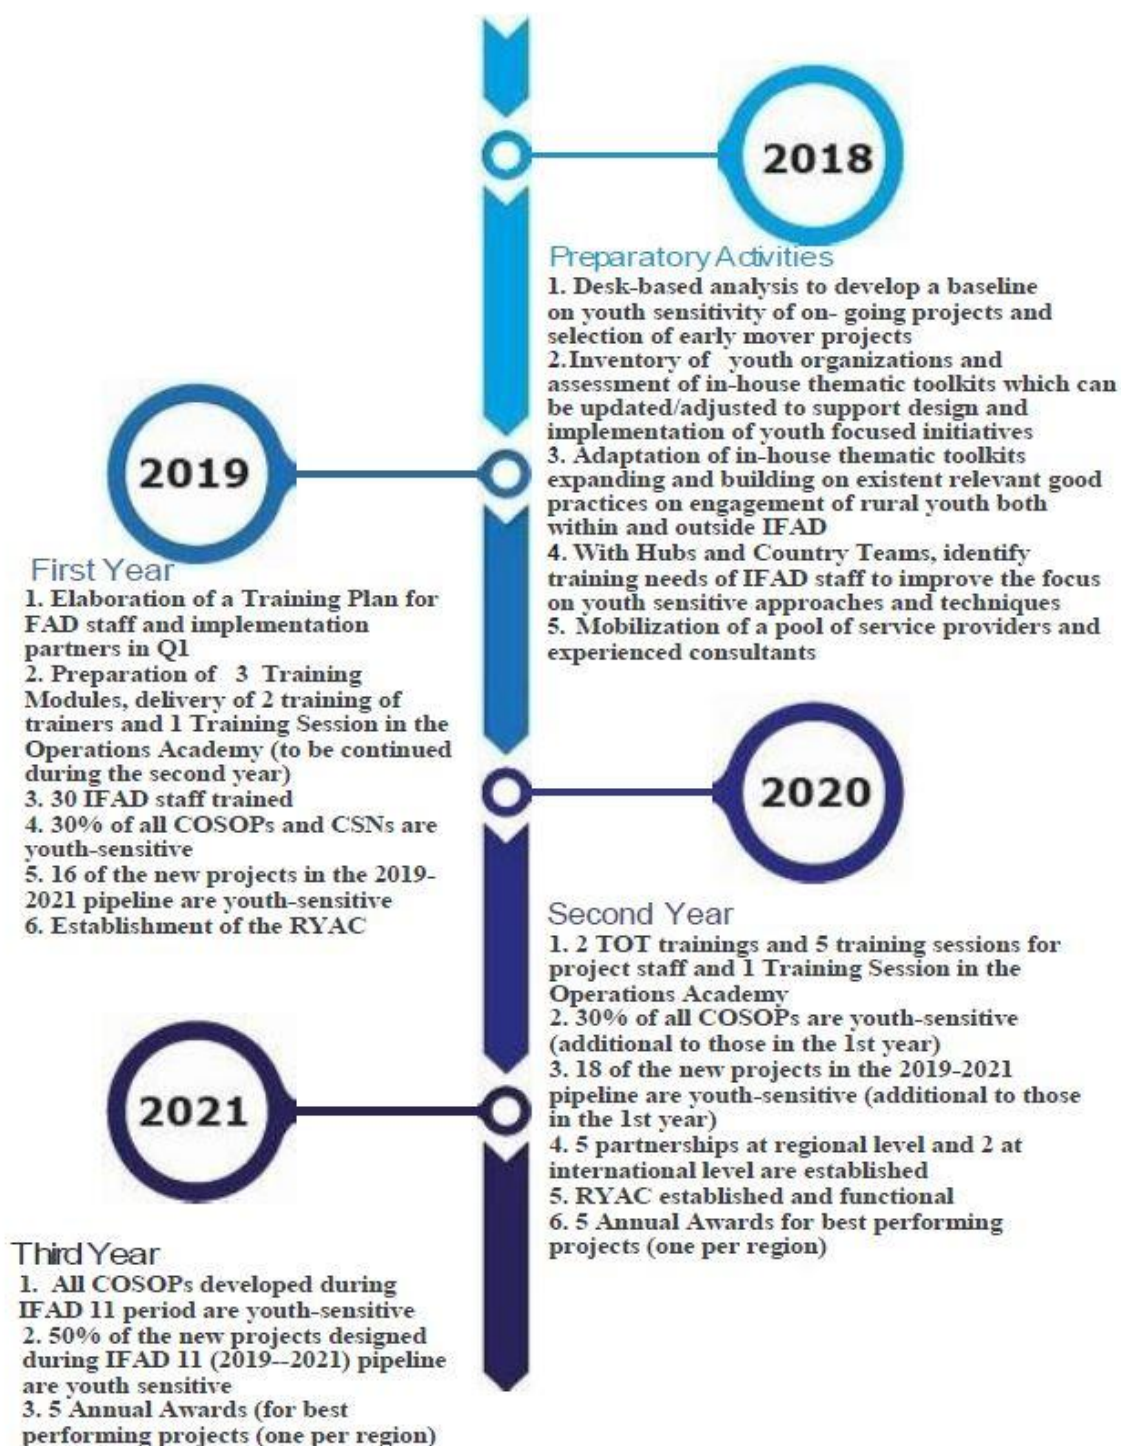 2018
Preparatory Activities
1. Desk-based analysis to develop a baseline
on youth sensitivity of on- going projects and
selection of early mover projects
2.Inventory of youth organizations and
assessment of in-house thematic toolkits which can
be updated/adjusted to support design and
implementation of youth focused initiatives
3. Adaptation of in-house thematic toolkits
expanding and building on existent relevant good
practices on engagement of rural youth both
within and outside IFAD
4. With Hubs and Country Teams, identify
training needs of IFAD staff to improve the focus
on youth sensitive approaches and techniques
5. Mobilization of a pool of service providers and
experienced consultants
2019
First Year
1. Elaboration of a Training Plan for
FAD staff and implementation
partners in Q1
2. Preparation of 3 Training
Modules, delivery of 2 training of
trainers and 1 Training Session in the
Operations Academy (to be continued
during the second year)
3. 30 IFAD staff trained
4. 30% of all COSOPs and CSNs are
youth-sensitive
5. 16 of the new projects in the 2019-
2021 pipeline are youth-sensitive
6. Establishment of the RYAC
2020
Second Year
1. 2 TOT trainings and 5 training sessions for
project staff and 1 Training Session in the
Operations Academy
2. 30% of all COSOPs are youth-sensitive
(additional to those in the 1st year)
3. 18 of the new projects in the 2019-2021
pipeline are youth-sensitive (additional to those
in the 1st year)
4. 5 partnerships at regional level and 2 at
international level are established
5. RYAC established and functional
6. 5 Annual Awards for best performing
projects (one per region)
2021
Third Year
1. All COSOPs developed during
IFAD 11 period are youth-sensitive
2. 50% of the new projects designed
during IFAD 11 (2019--2021) pipeline
are youth sensitive
3. 5 Annual Awards (for best
performing projects (one per region)